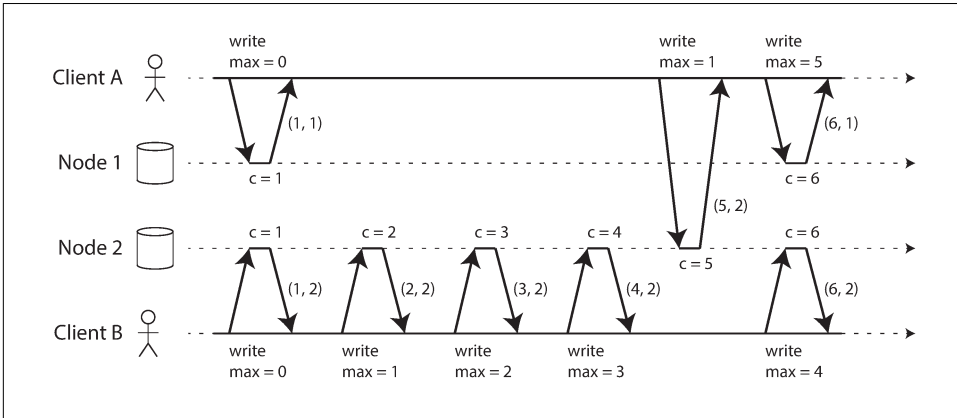 write
max = 0
write
max = 1
write
max = 5
Client A
(1, 1)
(6, 1)
Node 1
c = 1
c = 6
(5, 2)
Node 2
c = 1
c = 2
c = 3
c = 4
c = 5
c = 6
(1, 2)
(2, 2)
(3, 2)
(4, 2)
(6, 2)
Client B
write
max = 0
write
max = 1
write
max = 2
write
max = 3
write
max = 4